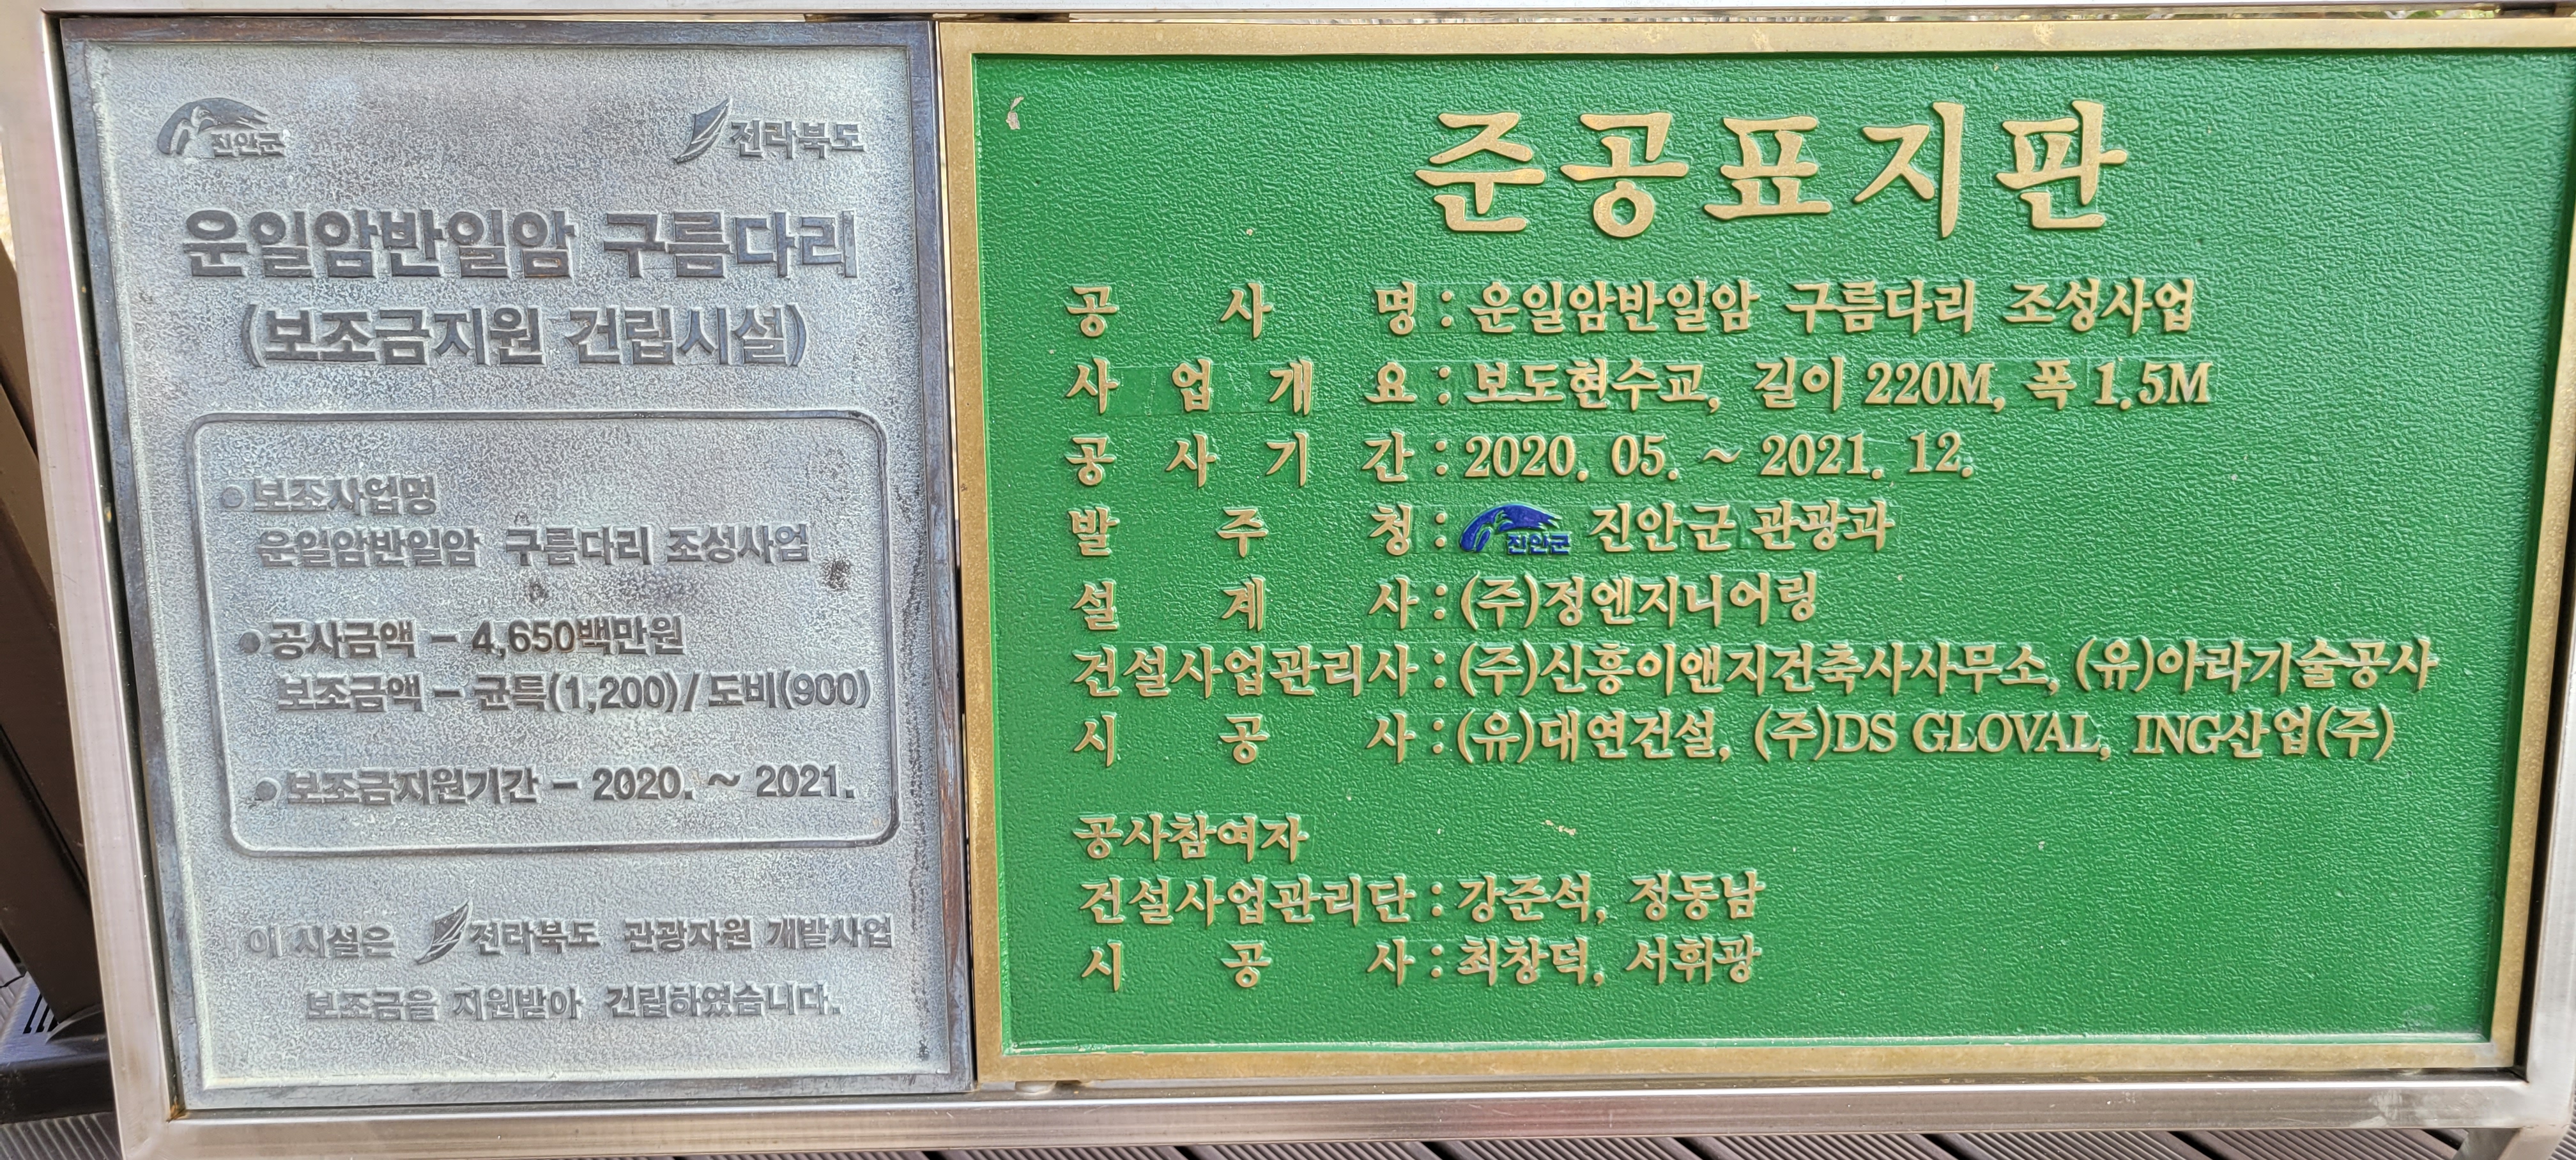 진안군
전라북도
운일암반일암 구름다리
(보조금지원 건립시설)
보조사업명
운일암반일암 구름다리 조성사업
공사금액 - 4,650백만원
보조금액 - 균특(1,200)/도비(900)
보조금지원기간 - 2020. ~ 2021.
이 시설은 전라북도 관광자원 개발사업
보조금을 지원받아 건립하였습니다.
준공표지판
공사명 : 운일암반일암 구름다리 조성사업
사업개요 : 보도현수교, 길이 220M, 폭 1.5M
공사기간 : 2020. 05. ~ 2021. 12.
발주청 : 진안군 진안군 관광과
설계사 : (주)정엔지니어링
건설사업관리사 : (주)신흥이앤지건축사사무소, (유)아라기술공사
시공사 : (유)대연건설, (주)DS GLOVAL, ING산업(주)
공사참여자
건설사업관리단 : 강준석, 정동남
시공사 : 최창덕, 서휘광